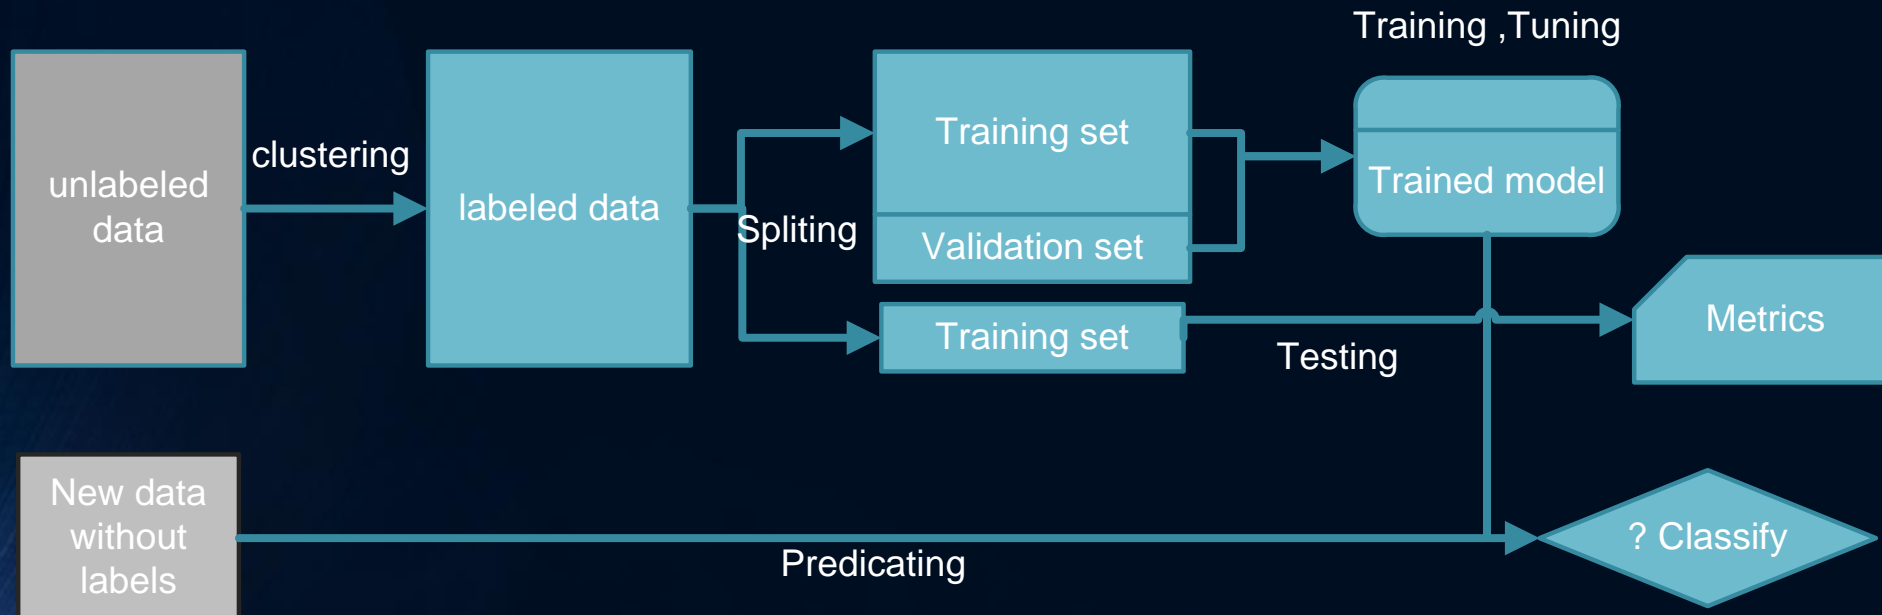 Training ,Tuning
unlabeled
data
clustering
labeled data
Spliting
Training set
Validation set
Training set
Trained model
Testing
Metrics
New data
without
labels
Predicating
? Classify